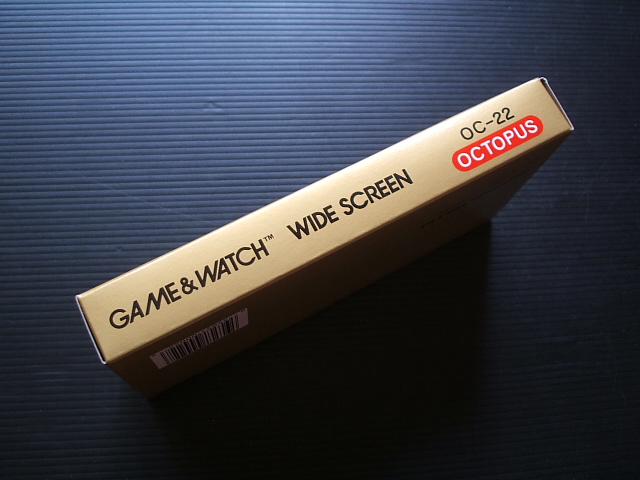 GAME & WATCH™ WIDE SCREEN
OC-22
OCTOPUS